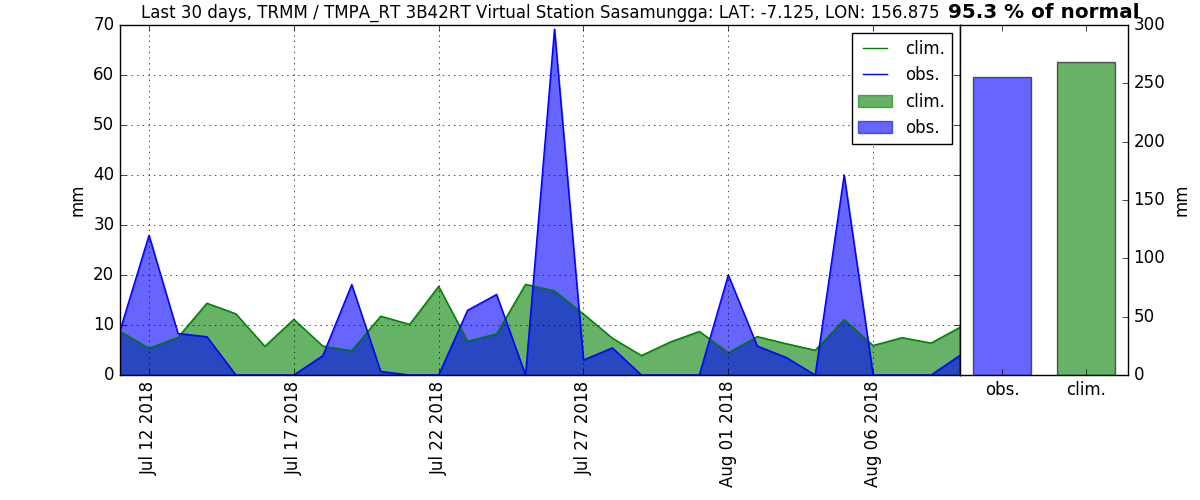 Last 30 days, TRMM / TMPA_RT 3B42RT Virtual Station Sasamungga: LAT: -7.125, LON: 156.875
95.3 % of normal
70
60
50
40
30
20
10
0
mm
clim.
obs.
clim.
obs.
Jul 12 2018
Jul 17 2018
Jul 22 2018
Jul 27 2018
Aug 01 2018
Aug 06 2018
300
250
200
150
100
50
0
mm
obs.
clim.